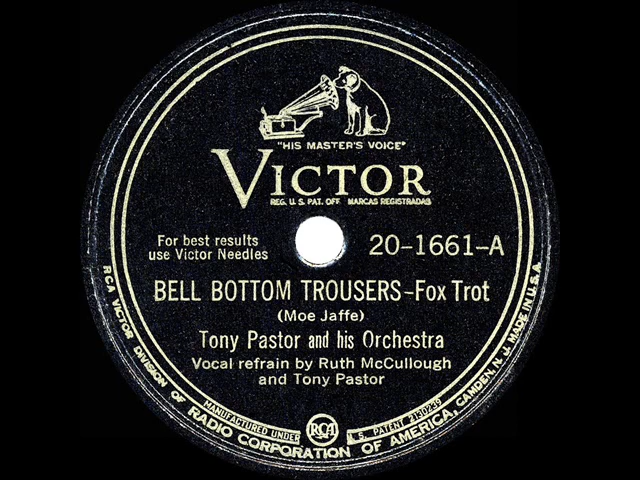 "HIS MASTER'S VOICE"
VICTOR
REG. U. S. PAT. OFF. MARCAS REGISTRADAS
For best results
use Victor Needles
20-1661-A
BELL BOTTOM TROUSERS-Fox Trot
(Moe Jaffe)
Tony Pastor and his Orchestra
Vocal refrain by Ruth McCullough
and Tony Pastor
MANUFACTURED UNDER
RCA
U. S. PATENT 2130239
RCA VICTOR DIVISION OF RADIO CORPORATION OF AMERICA, CAMDEN, N. J. MADE IN U.S.A.